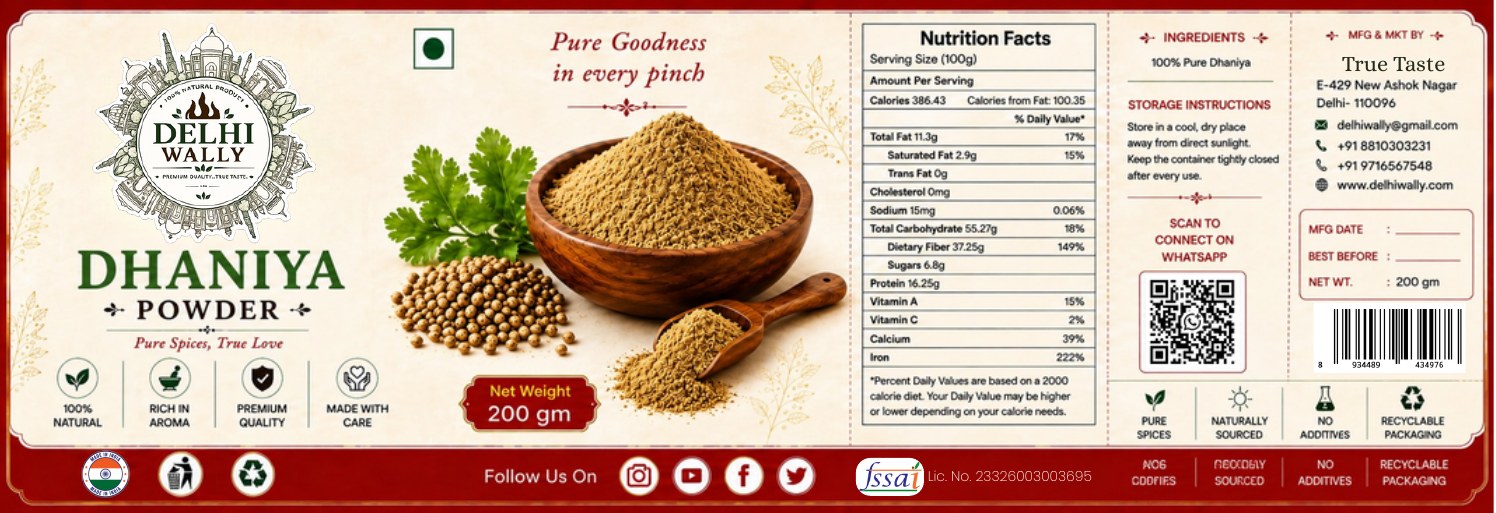 100% NATURAL PRODUCT
DELHI
WALLY
PREMIUM QUALITY..TRUE TASTE.
DHANIYA
POWDER
Pure Spices, True Love
100%
NATURAL
RICH IN
AROMA
PREMIUM
QUALITY
MADE WITH
CARE
Pure Goodness
in every pinch
Net Weight
200 gm
Nutrition Facts
Serving Size (100g)
Amount Per Serving
Calories 386.43 Calories from Fat: 100.35
% Daily Value*
Total Fat 11.3g 17%
Saturated Fat 2.9g 15%
Trans Fat 0g
Cholesterol 0mg
Sodium 15mg 0.06%
Total Carbohydrate 55.27g 18%
Dietary Fiber 37.25g 149%
Sugars 6.8g
Protein 16.25g
Vitamin A 15%
Vitamin C 2%
Calcium 39%
Iron 222%
*Percent Daily Values are based on a 2000
calorie diet. Your Daily Value may be higher
or lower depending on your calorie needs.
INGREDIENTS
100% Pure Dhaniya
STORAGE INSTRUCTIONS
Store in a cool, dry place
away from direct sunlight.
Keep the container tightly closed
after every use.
SCAN TO
CONNECT ON
WHATSAPP
MFG & MKT BY
True Taste
E-429 New Ashok Nagar
Delhi- 110096
delhiwally@gmail.com
+91 8810303231
+91 9716567548
www.delhiwally.com
MFG DATE :
BEST BEFORE :
NET WT. : 200 gm
8 934489 434976
PURE
SPICES
NATURALLY
SOURCED
NO
ADDITIVES
RECYCLABLE
PACKAGING
MADE IN INDIA
MADE IN INDIA
Follow Us On
fssai Lic. No. 23326003003695
SOURCED
NO
ADDITIVES
RECYCLABLE
PACKAGING